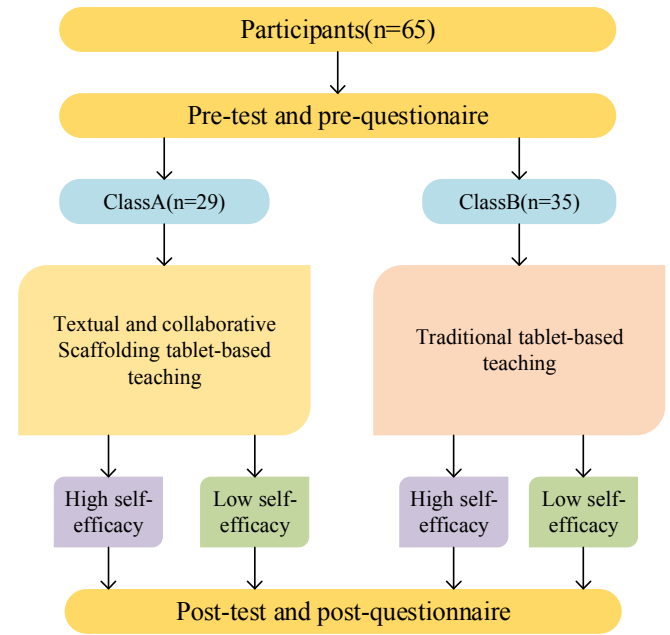 Participants(n=65)
Pre-test and pre-questionaire
ClassA(n=29)
ClassB(n=35)
Textual and collaborative
Scaffolding tablet-based
teaching
Traditional tablet-based
teaching
High self-
efficacy
Low self-
efficacy
High self-
efficacy
Low self-
efficacy
Post-test and post-questionnaire